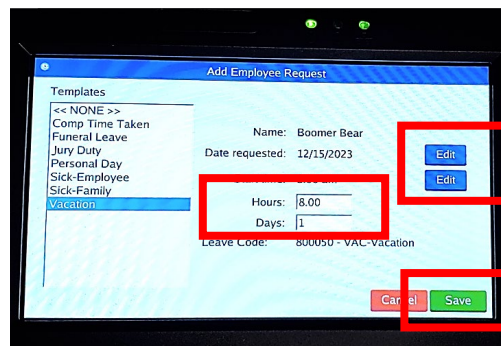 Add Employee Request
Templates
<< NONE >>
Comp Time Taken
Funeral Leave
Jury Duty
Personal Day
Sick-Employee
Sick-Family
Vacation
Name: Boomer Bear
Date requested: 12/15/2023 Edit
Edit
Hours: 8.00
Days: 1
Leave Code: 800050 - VAC-Vacation
Cancel Save